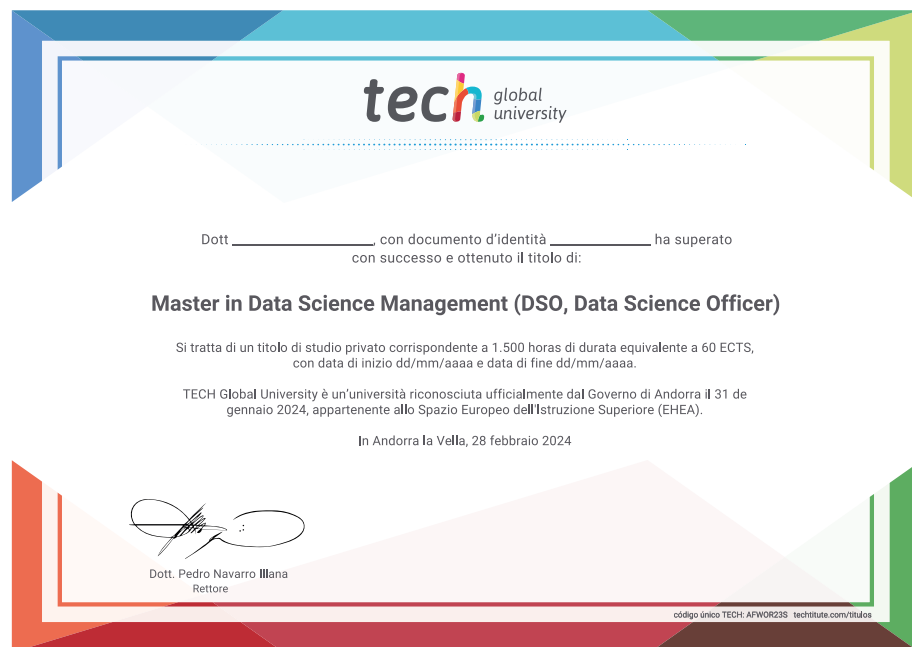 tech global university
Dott ____________________, con documento d'identità ______________ ha superato
con successo e ottenuto il titolo di:
Master in Data Science Management (DSO, Data Science Officer)
Si tratta di un titolo di studio privato corrispondente a 1.500 horas di durata equivalente a 60 ECTS,
con data di inizio dd/mm/aaaa e data di fine dd/mm/aaaa.
TECH Global University è un'università riconosciuta ufficialmente dal Governo di Andorra il 31 de
gennaio 2024, appartenente allo Spazio Europeo dell'Istruzione Superiore (EHEA).
In Andorra la Vella, 28 febbraio 2024
Dott. Pedro Navarro Illana
Rettore
código único TECH: AFWOR23S techtitute.com/titulos